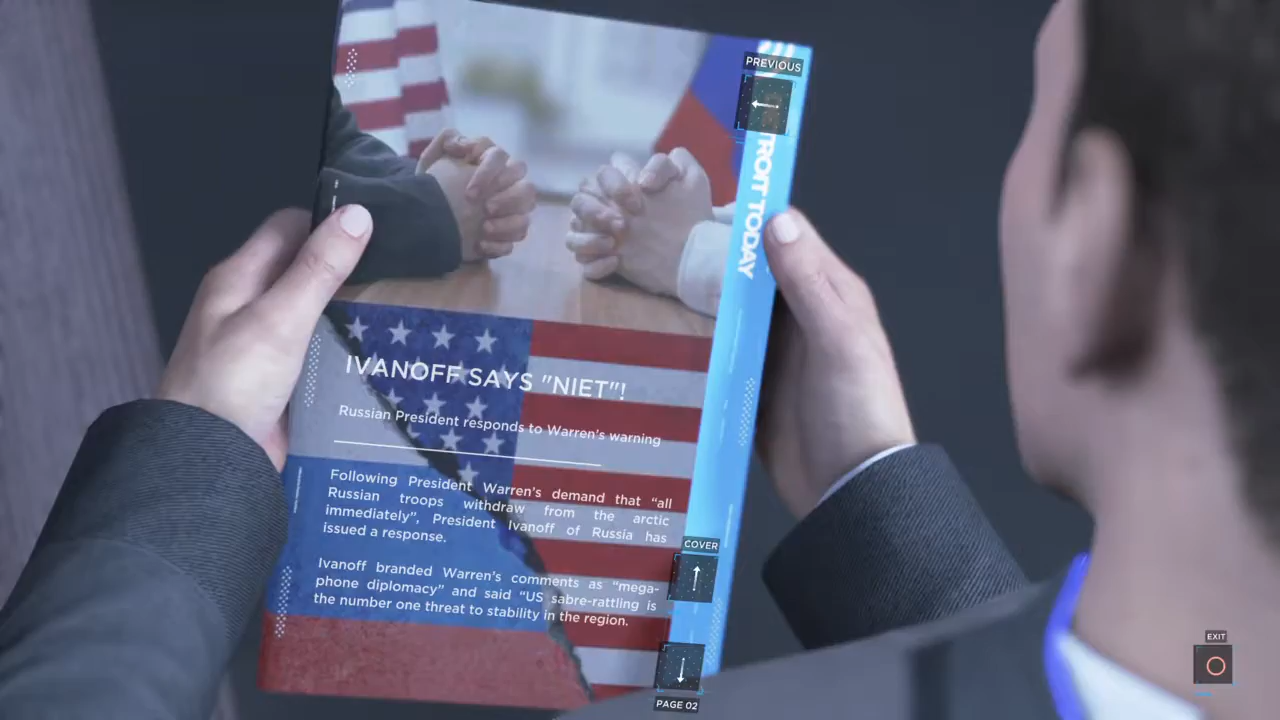 PREVIOUS
TROIT TODAY
IVANOFF SAYS "NIET"!
Russian President responds to Warren's warning
Following President Warren's demand that “all
Russian troops withdraw from the arctic
immediately”, President Ivanoff of Russia has
issued a response.
Ivanoff branded Warren's comments as “mega-
phone diplomacy” and said “US sabre-rattling is
the number one threat to stability in the region.
COVER
PAGE 02
EXIT